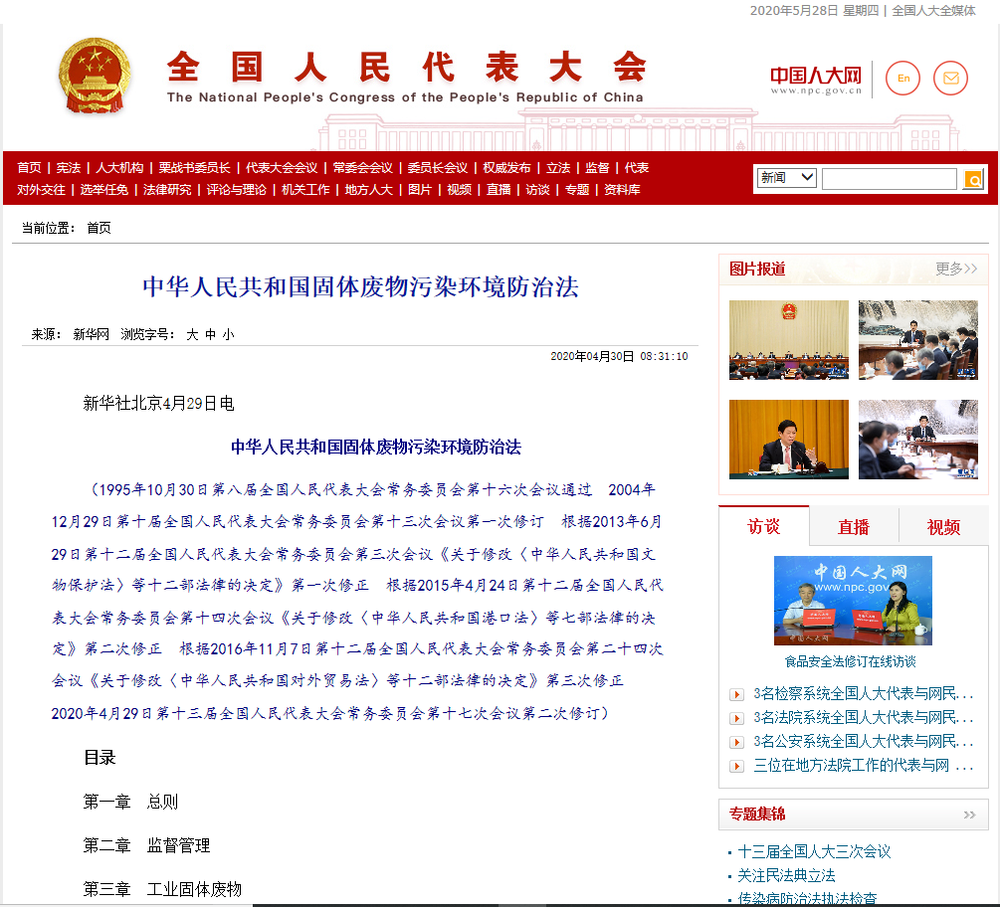 2020年5月28日 星期四 | 全国人大全媒体
全国人民代表大会
The National People's Congress of the People's Republic of China
中国人大网
www.npc.gov.cn
En
首页 | 宪法 | 人大机构 | 栗战书委员长 | 代表大会会议 | 常委会会议 | 委员长会议 | 权威发布 | 立法 | 监督 | 代表
对外交往 | 选举任免 | 法律研究 | 评论与理论 | 机关工作 | 地方人大 | 图片 | 视频 | 直播 | 访谈 | 专题 | 资料库
新闻
当前位置： 首页
中华人民共和国固体废物污染环境防治法
来源： 新华网 浏览字号： 大 中 小
2020年04月30日 08:31:10
新华社北京4月29日电
中华人民共和国固体废物污染环境防治法
（1995年10月30日第八届全国人民代表大会常务委员会第十六次会议通过　2004年
12月29日第十届全国人民代表大会常务委员会第十三次会议第一次修订　根据2013年6月
29日第十二届全国人民代表大会常务委员会第三次会议《关于修改〈中华人民共和国文
物保护法〉等十二部法律的决定》第一次修正　根据2015年4月24日第十二届全国人民代
表大会常务委员会第十四次会议《关于修改〈中华人民共和国港口法〉等七部法律的决
定》第二次修正　根据2016年11月7日第十二届全国人民代表大会常务委员会第二十四次
会议《关于修改〈中华人民共和国对外贸易法〉等十二部法律的决定》第三次修正
2020年4月29日第十三届全国人民代表大会常务委员会第十七次会议第二次修订）
目录
第一章　总则
第二章　监督管理
第三章　工业固体废物
图片报道
更多>>
访谈
直播
视频
中国人大网
www.npc.gov
中国人大网
食品安全法修订在线访谈
3名检察系统全国人大代表与网民...
3名法院系统全国人大代表与网民...
3名公安系统全国人大代表与网民...
三位在地方法院工作的代表与网 ...
专题集锦
>>
· 十三届全国人大三次会议
· 关注民法典立法
· 传染病防治法执法检查